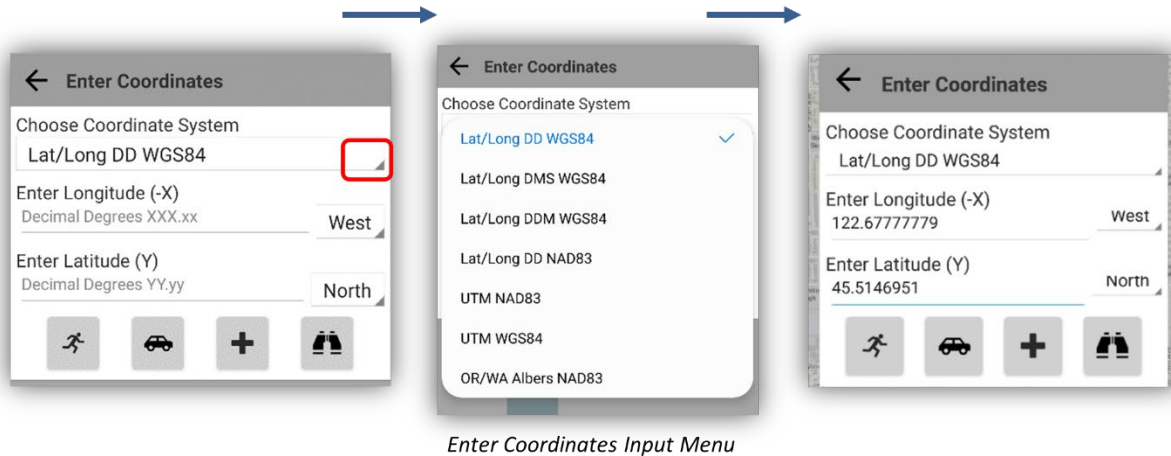 Enter Coordinates
Choose Coordinate System
Lat/Long DD WGS84
Enter Longitude (-X)
Decimal Degrees XXX.xx
West
Enter Latitude (Y)
Decimal Degrees YY.yy
North
Enter Coordinates
Choose Coordinate System
Lat/Long DD WGS84
Lat/Long DMS WGS84
Lat/Long DDM WGS84
Lat/Long DD NAD83
UTM NAD83
UTM WGS84
OR/WA Albers NAD83
Enter Coordinates
Choose Coordinate System
Lat/Long DD WGS84
Enter Longitude (-X)
122.67777779
West
Enter Latitude (Y)
45.5146951
North
Enter Coordinates Input Menu